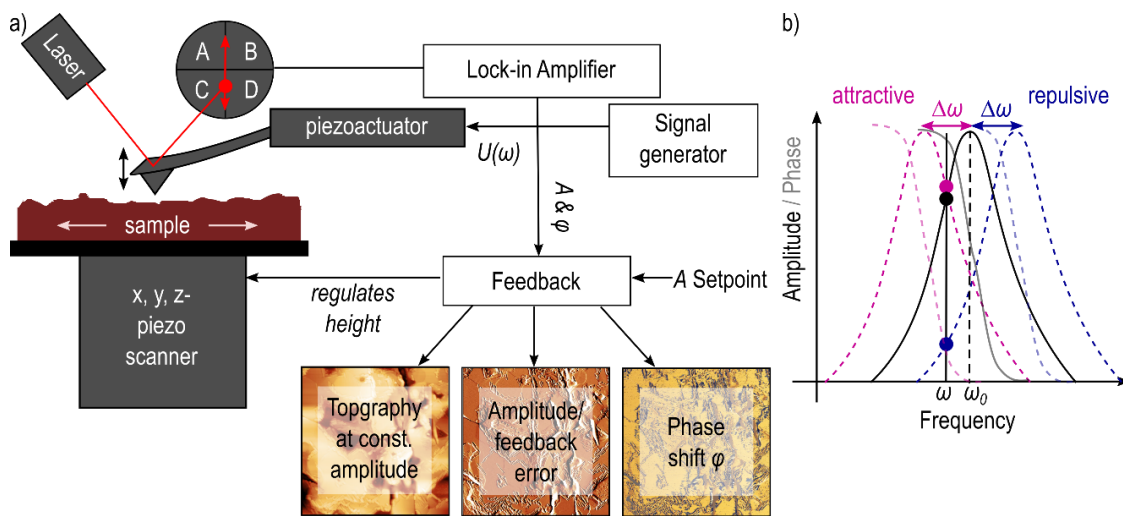 a)
Laser
A B
C D
Lock-in Amplifier
piezoactuator
U(ω)
Signal
generator
A & φ
sample
x, y, z-
piezo
scanner
regulates
height
Feedback
A Setpoint
Topography
at const.
amplitude
Amplitude/
feedback
error
Phase
shift φ
b)
attractive
Δω
Δω
repulsive
Amplitude / Phase
ω
ω₀
Frequency